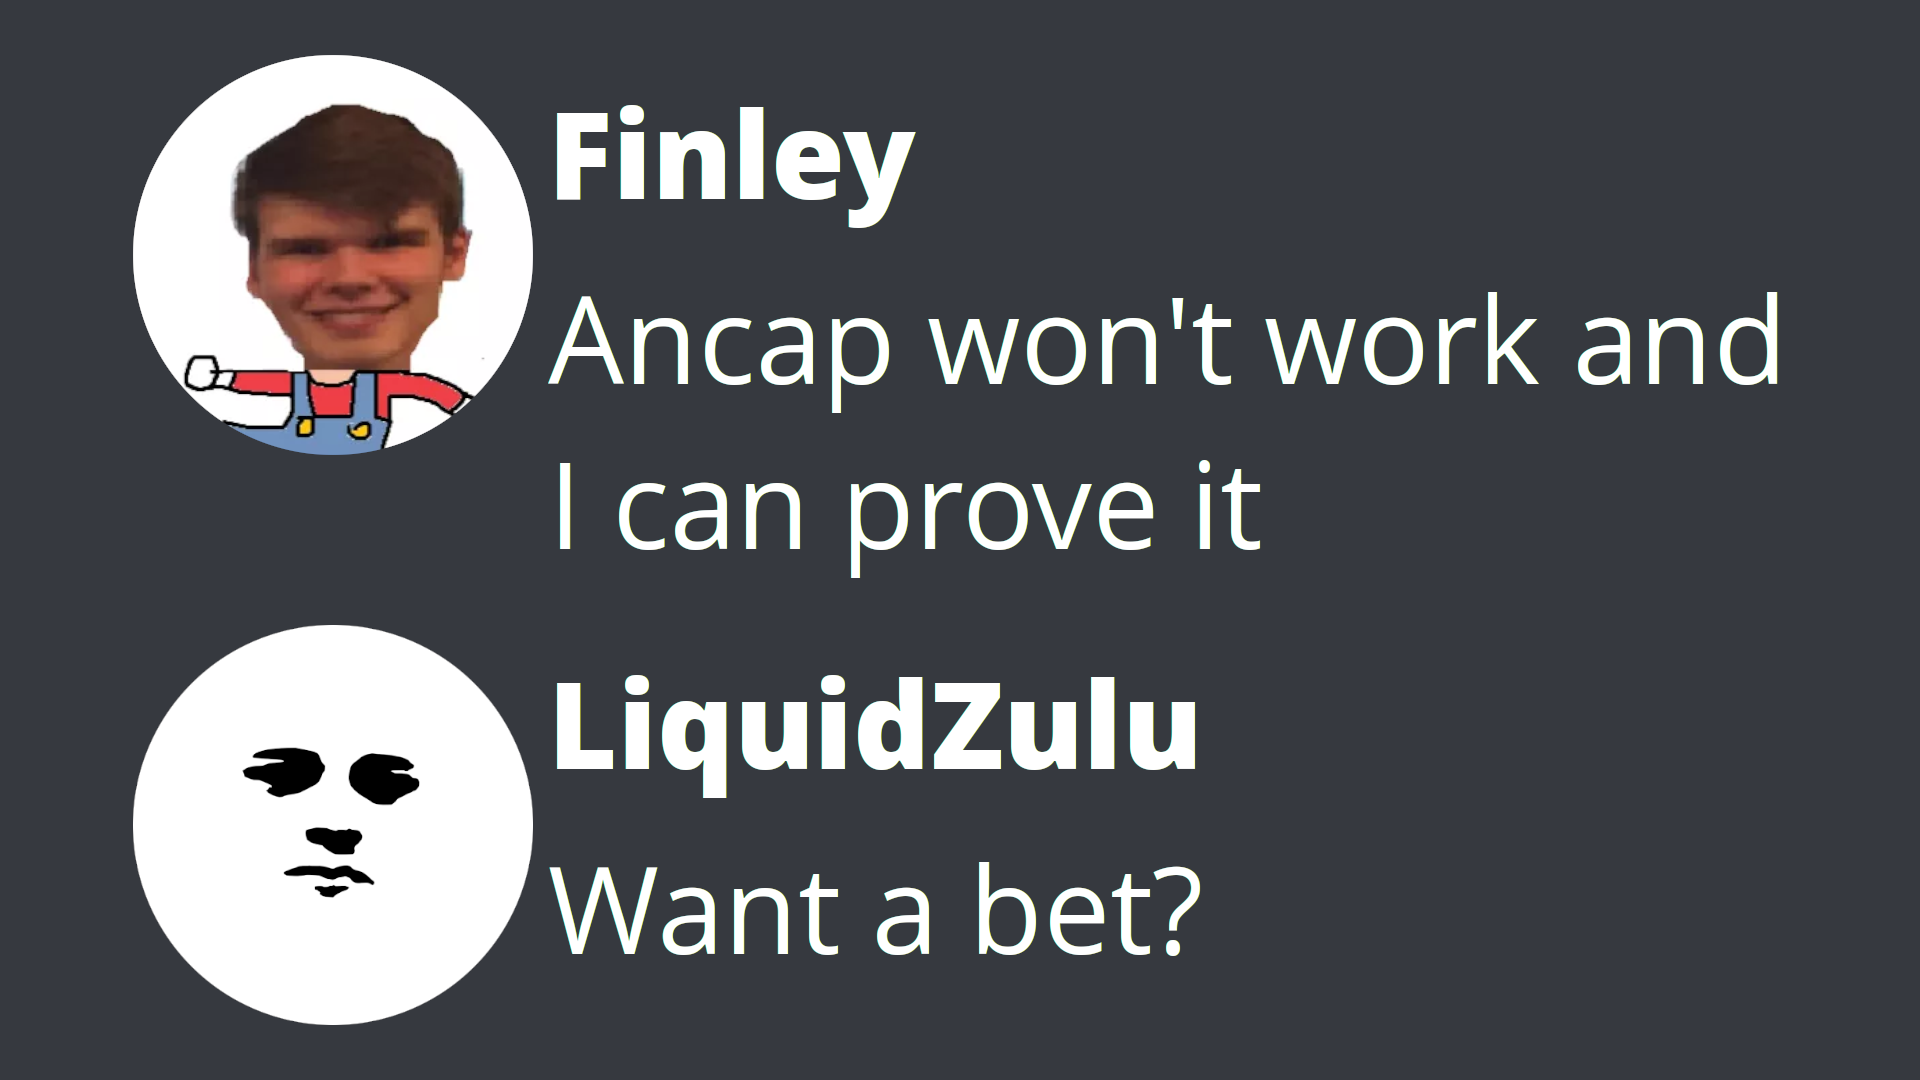 Finley
Ancap won't work and
I can prove it
LiquidZulu
Want a bet?